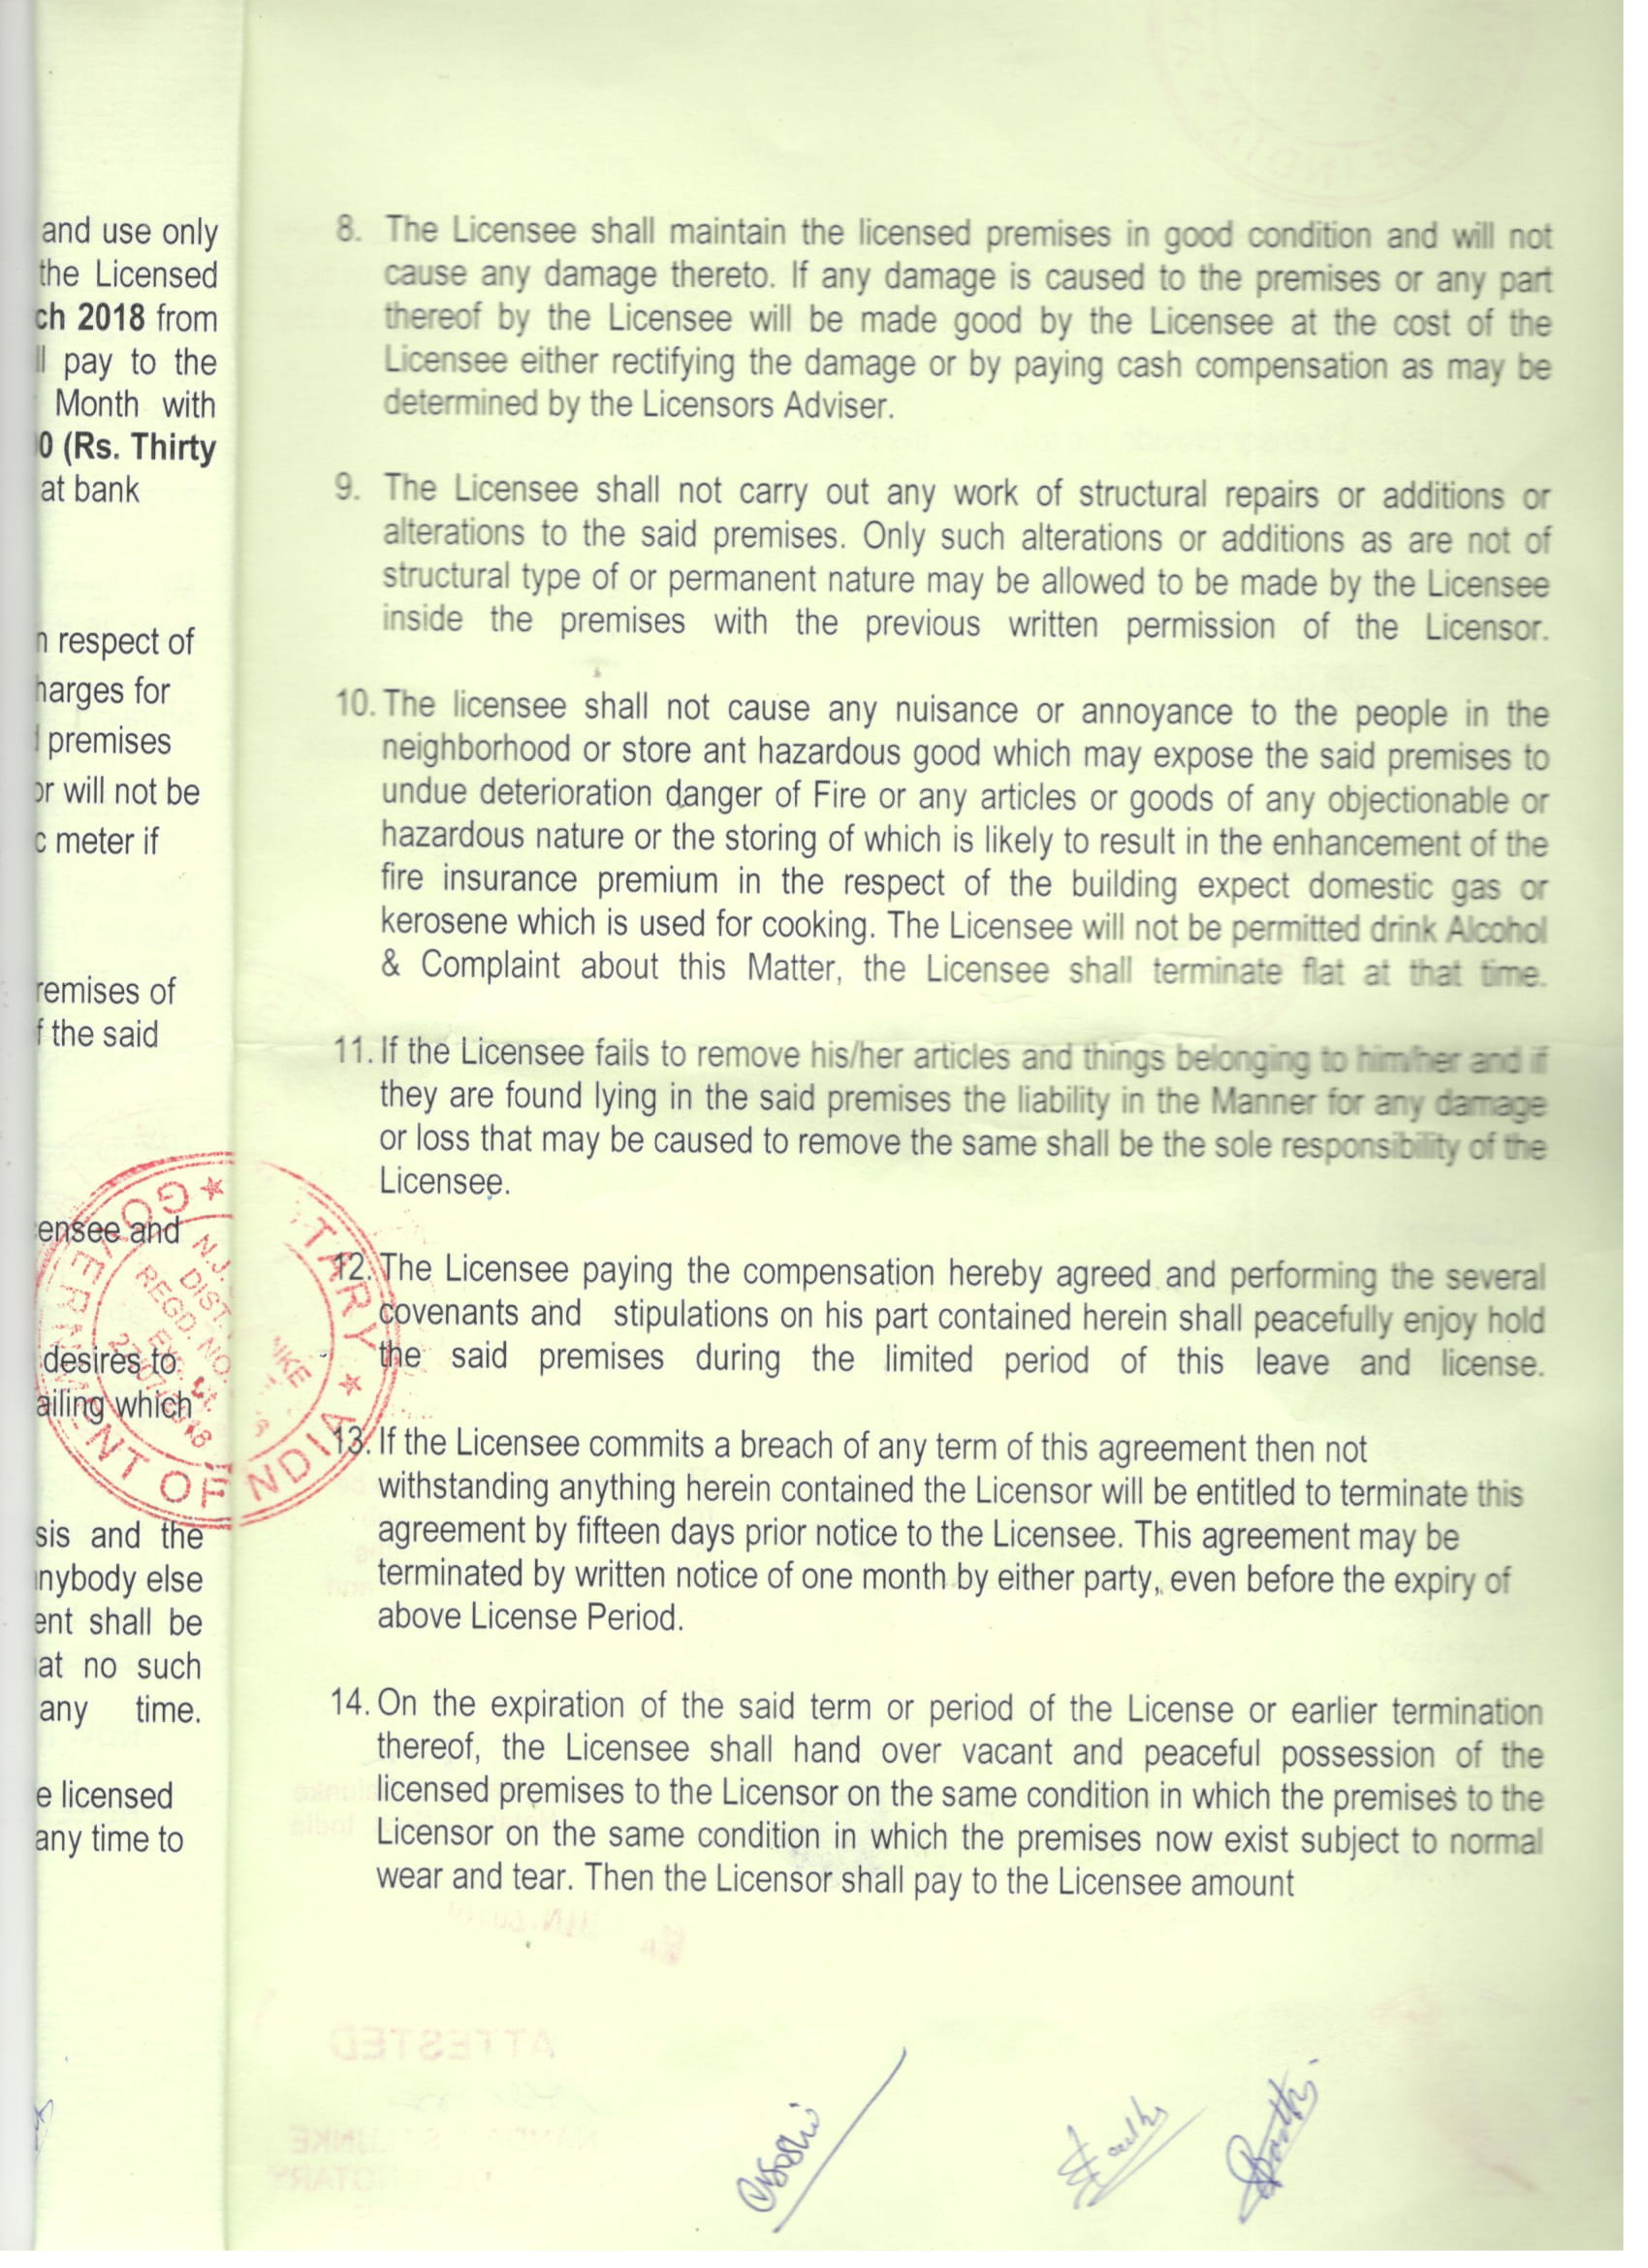 and use only
the Licensed
ch 2018 from
pay to the
Month with
0 (Rs. Thirty
at bank
respect of
harges for
premises
or will not be
c meter if
remises of
f the said
ensee and
desires to
ailing which
sis and the
nybody else
ent shall be
at no such
any time.
e licensed
any time to
8. The Licensee shall maintain the licensed premises in good condition and will not
cause any damage thereto. If any damage is caused to the premises or any part
thereof by the Licensee will be made good by the Licensee at the cost of the
Licensee either rectifying the damage or by paying cash compensation as may be
determined by the Licensors Adviser.
9. The Licensee shall not carry out any work of structural repairs or additions or
alterations to the said premises. Only such alterations or additions as are not of
structural type of or permanent nature may be allowed to be made by the Licensee
inside the premises with the previous written permission of the Licensor.
10. The licensee shall not cause any nuisance or annoyance to the people in the
neighborhood or store ant hazardous good which may expose the said premises to
undue deterioration danger of Fire or any articles or goods of any objectionable or
hazardous nature or the storing of which is likely to result in the enhancement of the
fire insurance premium in the respect of the building expect domestic gas or
kerosene which is used for cooking. The Licensee will not be permitted drink Alcohol
& Complaint about this Matter, the Licensee shall terminate flat at that time.
11. If the Licensee fails to remove his/her articles and things belonging to him/her and if
they are found lying in the said premises the liability in the Manner for any damage
or loss that may be caused to remove the same shall be the sole responsibility of the
Licensee.
12. The Licensee paying the compensation hereby agreed and performing the several
covenants and stipulations on his part contained herein shall peacefully enjoy hold
the said premises during the limited period of this leave and license.
13. If the Licensee commits a breach of any term of this agreement then not
withstanding anything herein contained the Licensor will be entitled to terminate this
agreement by fifteen days prior notice to the Licensee. This agreement may be
terminated by written notice of one month by either party, even before the expiry of
above License Period.
14. On the expiration of the said term or period of the License or earlier termination
thereof, the Licensee shall hand over vacant and peaceful possession of the
licensed premises to the Licensor on the same condition in which the premises to the
Licensor on the same condition in which the premises now exist subject to normal
wear and tear. Then the Licensor shall pay to the Licensee amount
TARY ★
GOVERNMENT OF INDIA
N.J.
DIST.
REGD. NO.
NKE
ATTESTED
NOTARY